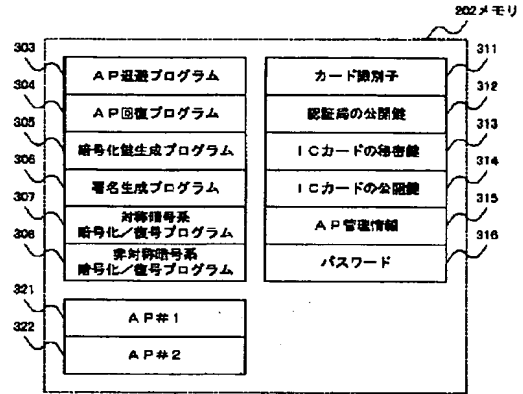 202メモリ
303
AP退避プログラム
304
AP回復プログラム
305
暗号化鍵生成プログラム
306
署名生成プログラム
307
対称暗号系
暗号化/復号プログラム
308
非対称暗号系
暗号化/復号プログラム
311
カード識別子
312
認証局の公開鍵
313
ICカードの秘密鍵
314
ICカードの公開鍵
315
AP管理情報
316
パスワード
321
AP#1
322
AP#2